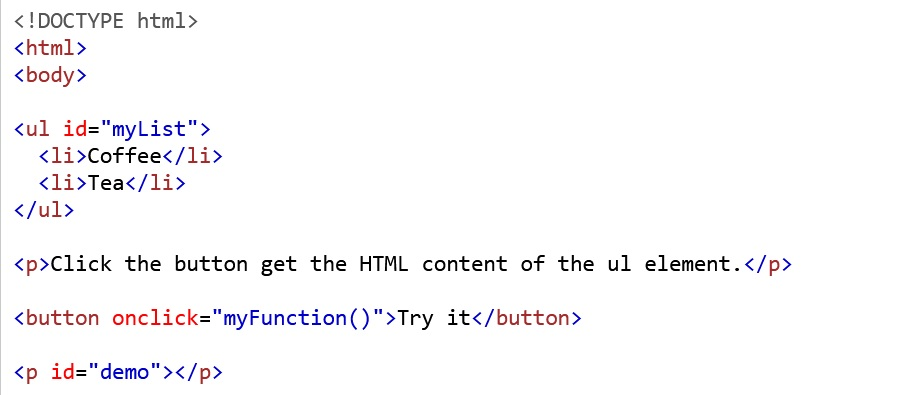 <!DOCTYPE html>
<html>
<body>
<ul id="myList">
<li>Coffee</li>
<li>Tea</li>
</ul>
<p>Click the button get the HTML content of the ul element.</p>
<button onclick="myFunction()">Try it</button>
<p id="demo"></p>